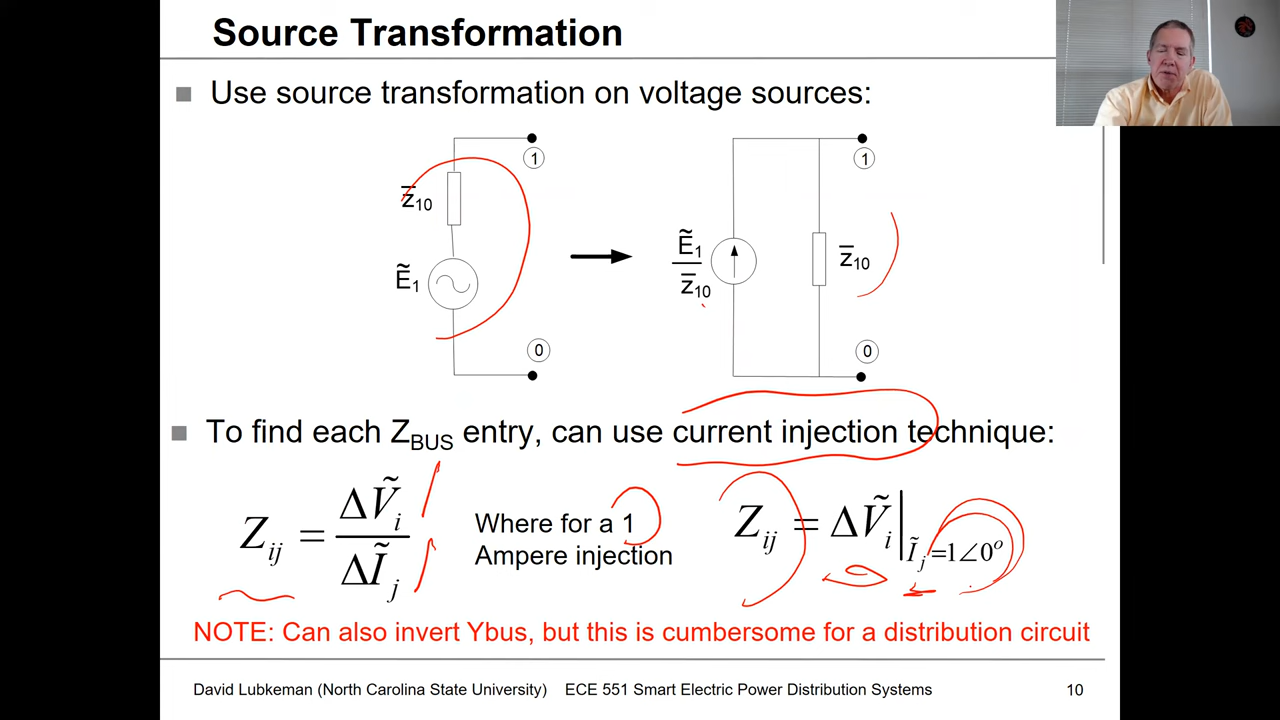 Source Transformation
Use source transformation on voltage sources:
1
z̅10
Ẽ1
0
1
Ẽ1
z̅10
z̅10
0
To find each ZBUS entry, can use current injection technique:
Zij = ΔṼi / ΔĨj
Where for a 1
Ampere injection
Zij = ΔṼi|Ĩj=1∠0o
NOTE: Can also invert Ybus, but this is cumbersome for a distribution circuit
David Lubkeman (North Carolina State University) ECE 551 Smart Electric Power Distribution Systems 10